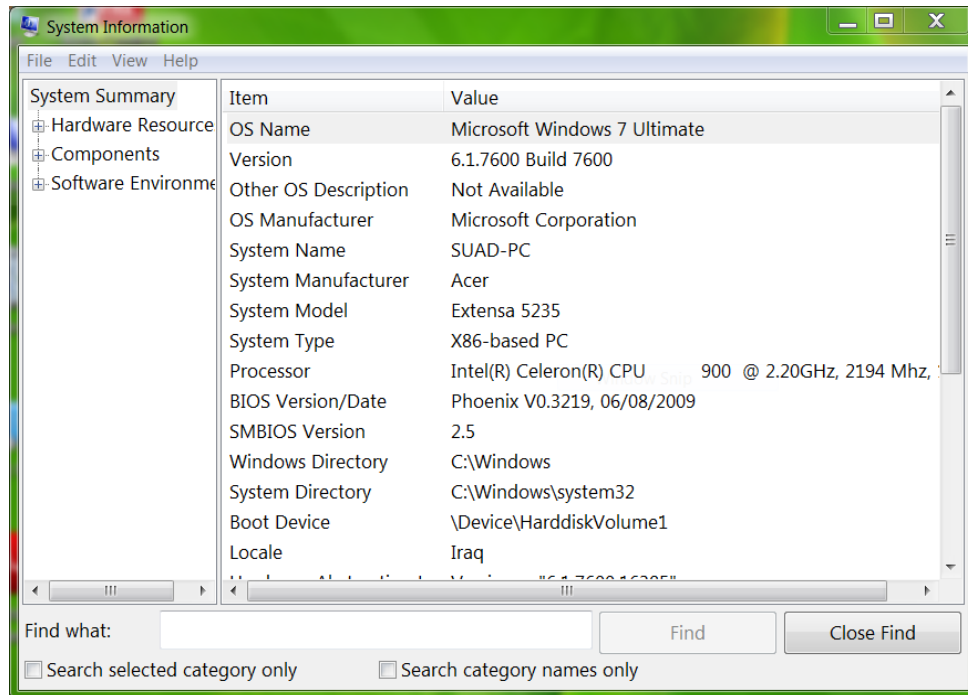 System Information
File Edit View Help
System Summary
Hardware Resource
Components
Software Environme
Item Value
OS Name Microsoft Windows 7 Ultimate
Version 6.1.7600 Build 7600
Other OS Description Not Available
OS Manufacturer Microsoft Corporation
System Name SUAD-PC
System Manufacturer Acer
System Model Extensa 5235
System Type X86-based PC
Processor Intel(R) Celeron(R) CPU 900 @ 2.20GHz, 2194 Mhz,
BIOS Version/Date Phoenix V0.3219, 06/08/2009
SMBIOS Version 2.5
Windows Directory C:\Windows
System Directory C:\Windows\system32
Boot Device \Device\HarddiskVolume1
Locale Iraq
Find what:
Find
Close Find
Search selected category only
Search category names only